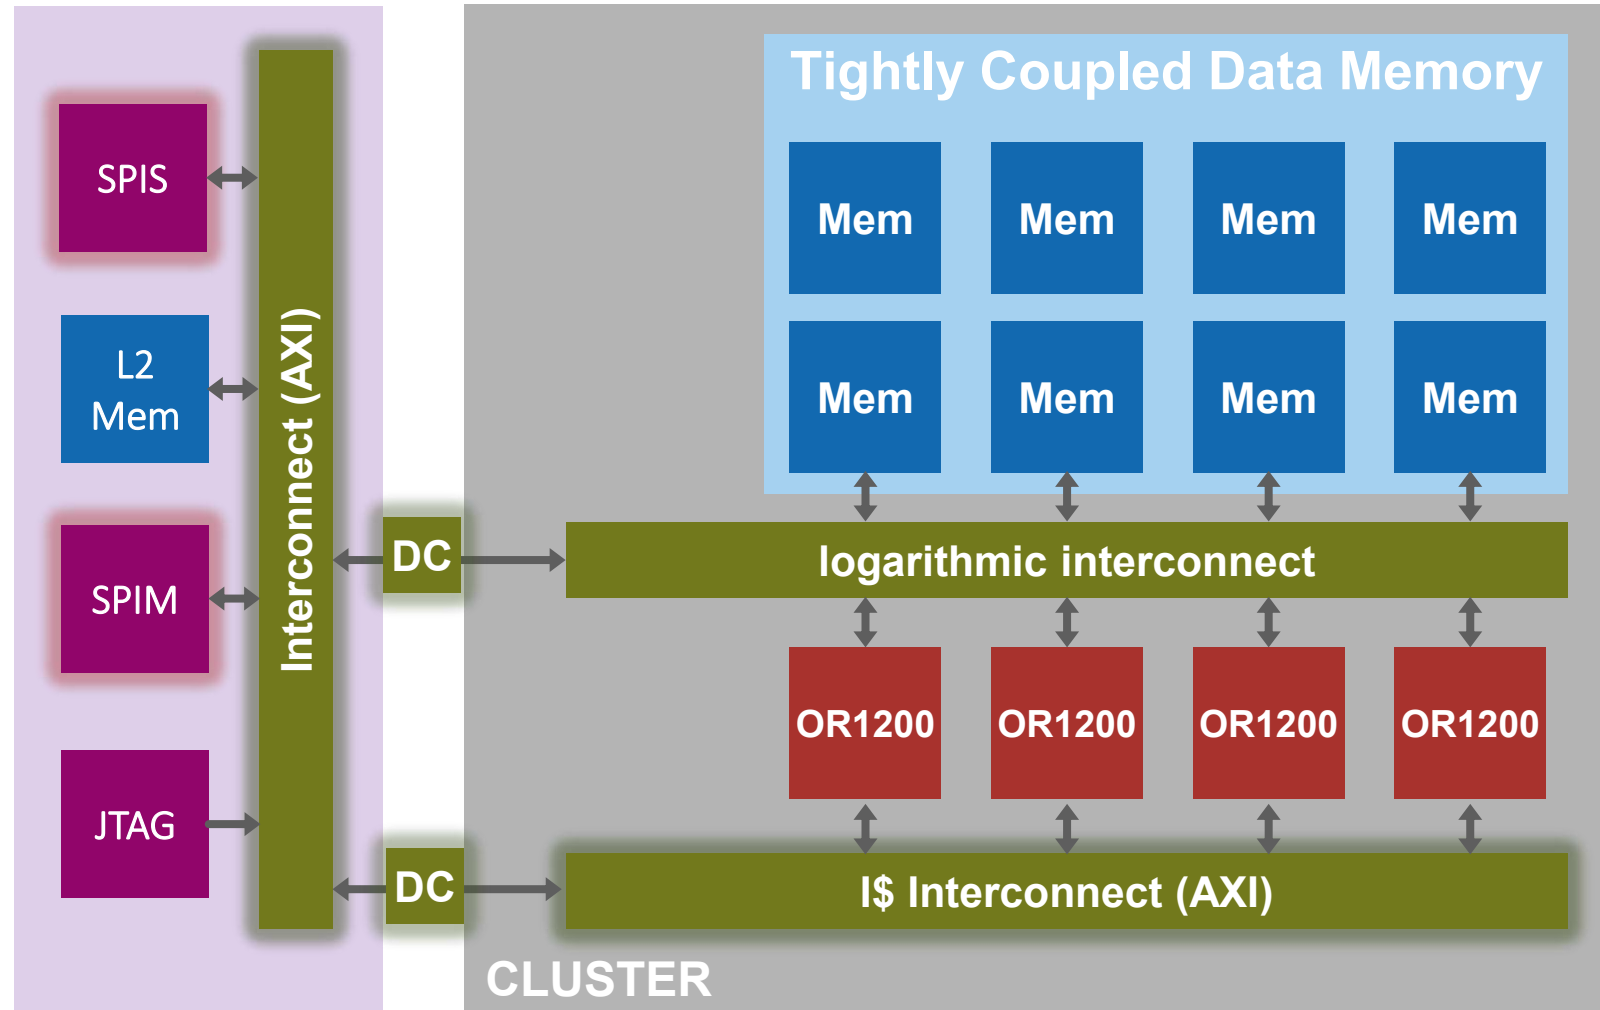 SPIS
L2
Mem
SPIM
JTAG
Interconnect (AXI)
DC
DC
Tightly Coupled Data Memory
Mem Mem Mem Mem
Mem Mem Mem Mem
logarithmic interconnect
OR1200 OR1200 OR1200 OR1200
I$ Interconnect (AXI)
CLUSTER